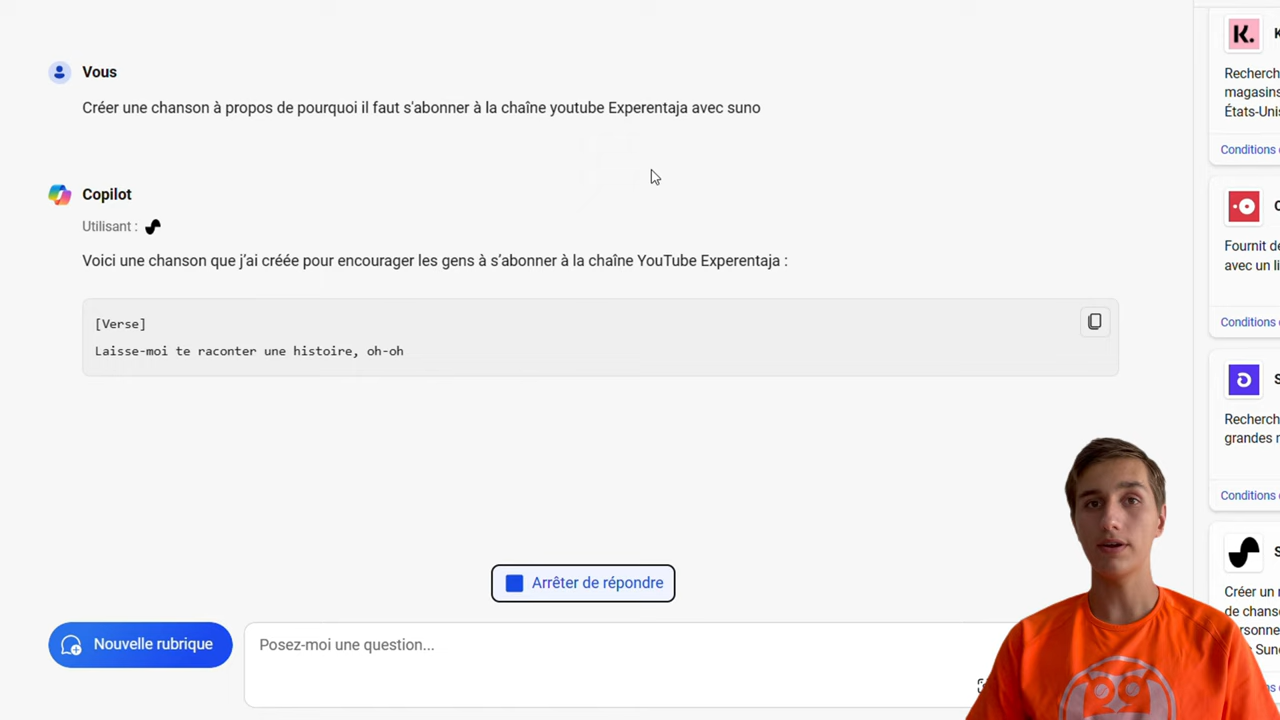 Vous
Créer une chanson à propos de pourquoi il faut s'abonner à la chaîne youtube Experentaja avec suno
Copilot
Utilisant :
Voici une chanson que j'ai créée pour encourager les gens à s'abonner à la chaîne YouTube Experentaja :
[Verse]
Laisse-moi te raconter une histoire, oh-oh
Arrêter de répondre
Nouvelle rubrique
Posez-moi une question...
K.
K
Recherch
magasins
États-Unis
Conditions
Fournit de
avec un li
Conditions
S
Recherch
grandes
Conditions
S
Créer un
de chans